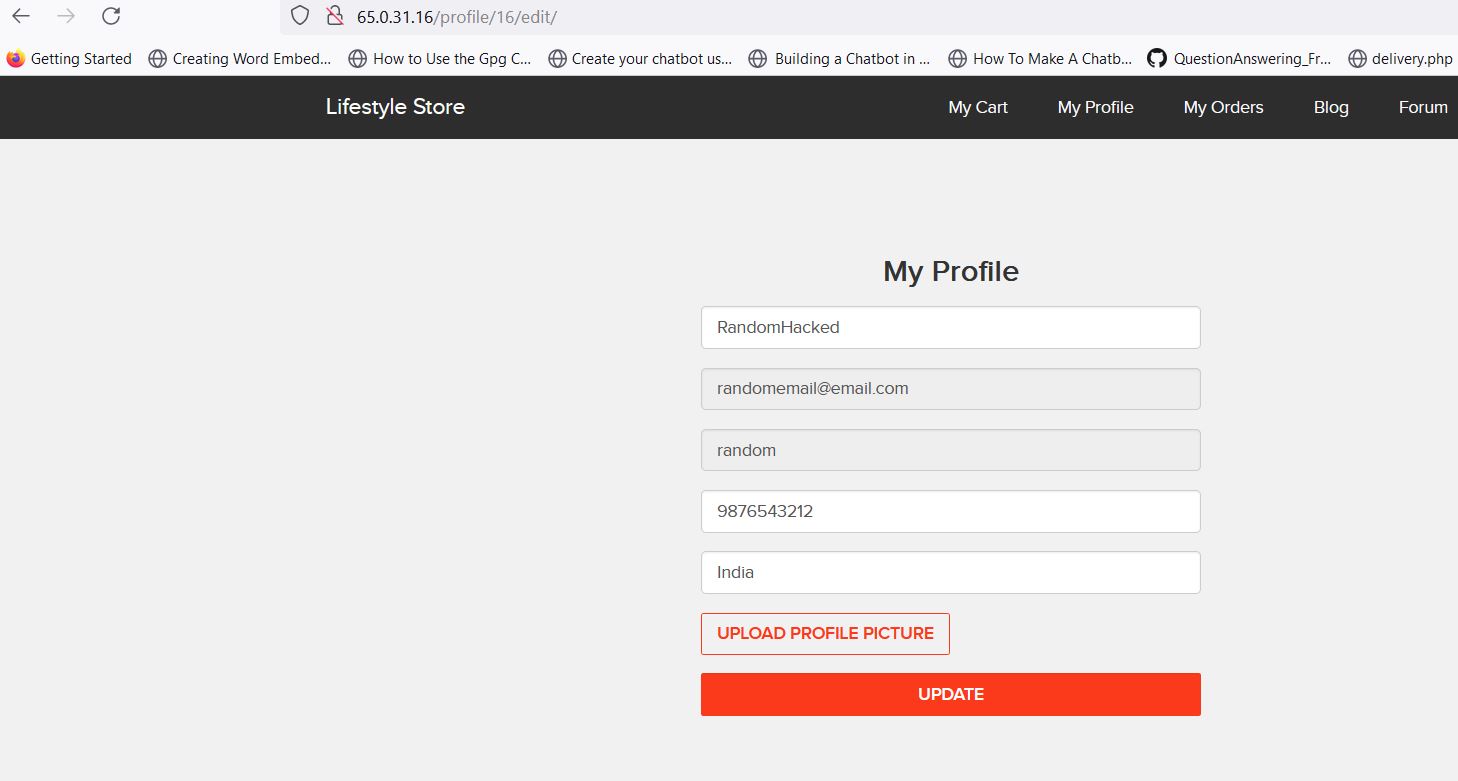 65.0.31.16/profile/16/edit/
Getting Started Creating Word Embed... How to Use the Gpg C... Create your chatbot us... Building a Chatbot in ... How To Make A Chatb... QuestionAnswering_Fr... delivery.php
Lifestyle Store My Cart My Profile My Orders Blog Forum
My Profile
RandomHacked
randomemail@email.com
random
9876543212
India
UPLOAD PROFILE PICTURE
UPDATE